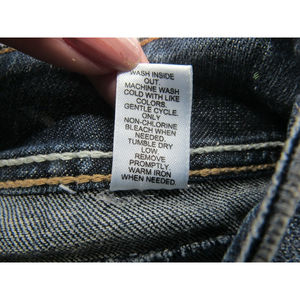 WASH INSIDE
OUT
MACHINE WASH
COLD WITH LIKE
COLORS.
GENTLE CYCLE.
ONLY
NON-CHLORINE
BLEACH WHEN
NEEDED.
TUMBLE DRY
LOW
REMOVE
PROMPTLY.
WARM IRON
WHEN NEEDED.